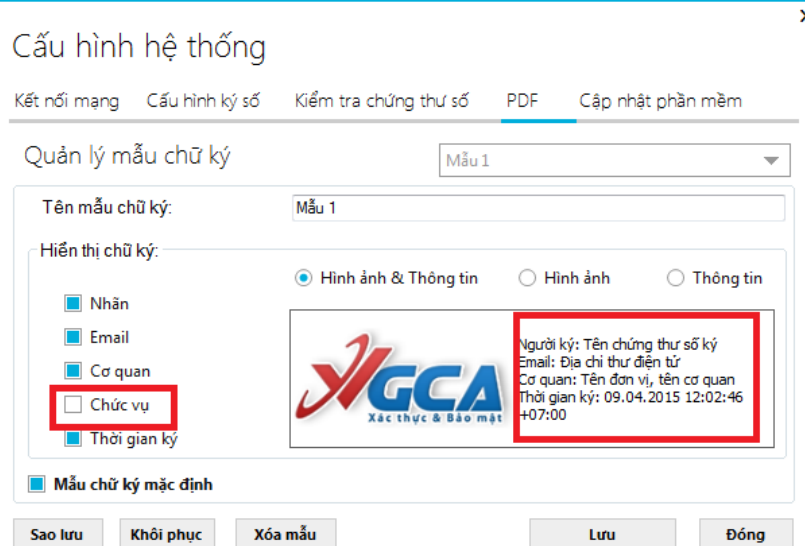 Cấu hình hệ thống
Kết nối mạng Cấu hình ký số Kiểm tra chứng thư số PDF Cập nhật phần mềm
Quản lý mẫu chữ ký Mẫu 1
Tên mẫu chữ ký: Mẫu 1
Hiển thị chữ ký:
Hình ảnh & Thông tin Hình ảnh Thông tin
Nhãn
Email
Cơ quan
Chức vụ
Thời gian ký
VGCA
Xác thực & Bảo mật
Người ký: Tên chứng thư số ký
Email: Địa chỉ thư điện tử
Cơ quan: Tên đơn vị, tên cơ quan
Thời gian ký: 09.04.2015 12:02:46
+07:00
Mẫu chữ ký mặc định
Sao lưu Khôi phục Xóa mẫu Lưu Đóng